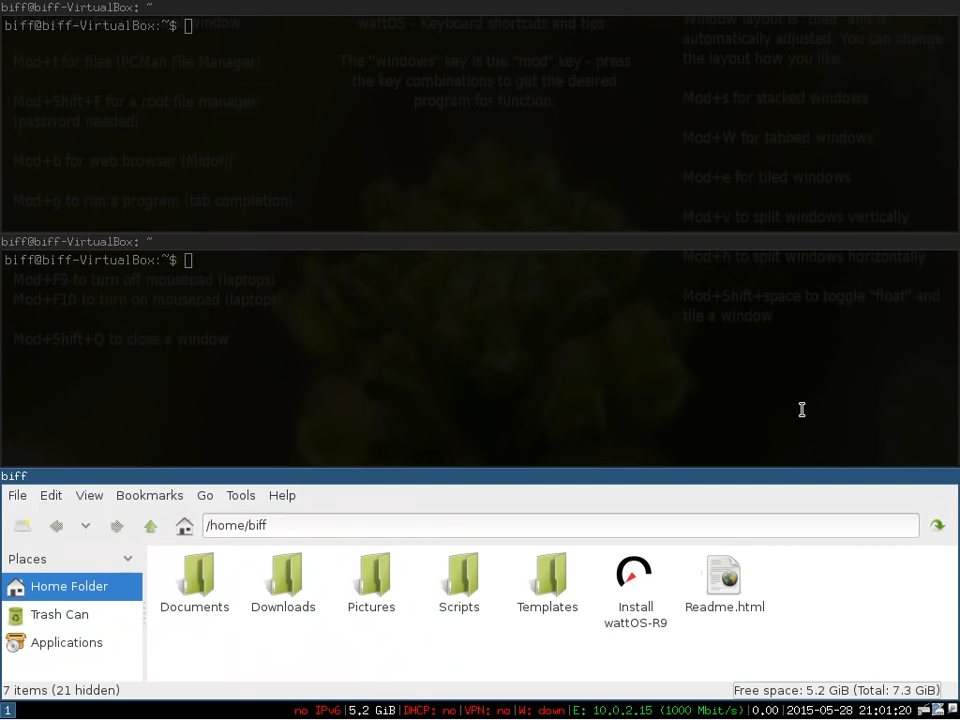 biff@biff-VirtualBox: ~
biff@biff-VirtualBox:~$
window
Mod+f for files (PCMan File Manager)
Mod+Shift+F for a root file manager
(password needed)
Mod+b for web browser (Midori)
Mod+g to run a program (tab completion)
wattOS - Keyboard shortcuts and tips
The "windows" key is the "mod" key - press
the key combinations to get the desired
program for function.
Window layout is "tiled" and is
automatically adjusted. You can change
the layout how you like.
Mod+s for stacked windows
Mod+W for tabbed windows
Mod+e for tiled windows
Mod+v to split windows vertically
biff@biff-VirtualBox: ~
biff@biff-VirtualBox:~$
Mod+F9 to turn off mousepad (laptops)
Mod+F10 to turn on mousepad (laptops)
Mod+Shift+Q to close a window
Mod+h to split windows horizontally
Mod+Shift+space to toggle "float" and
tile a window
biff
File Edit View Bookmarks Go Tools Help
/home/biff
Places
Home Folder
Trash Can
Applications
Documents
Downloads
Pictures
Scripts
Templates
Install
wattOS-R9
Readme.html
7 items (21 hidden)
Free space: 5.2 GiB (Total: 7.3 GiB)
1
no IPv6|5.2 GiB|DHCP: no|VPN: no|W: down|E: 10.0.2.15 (1000 Mbit/s)|0.00|2015-05-28 21:01:20